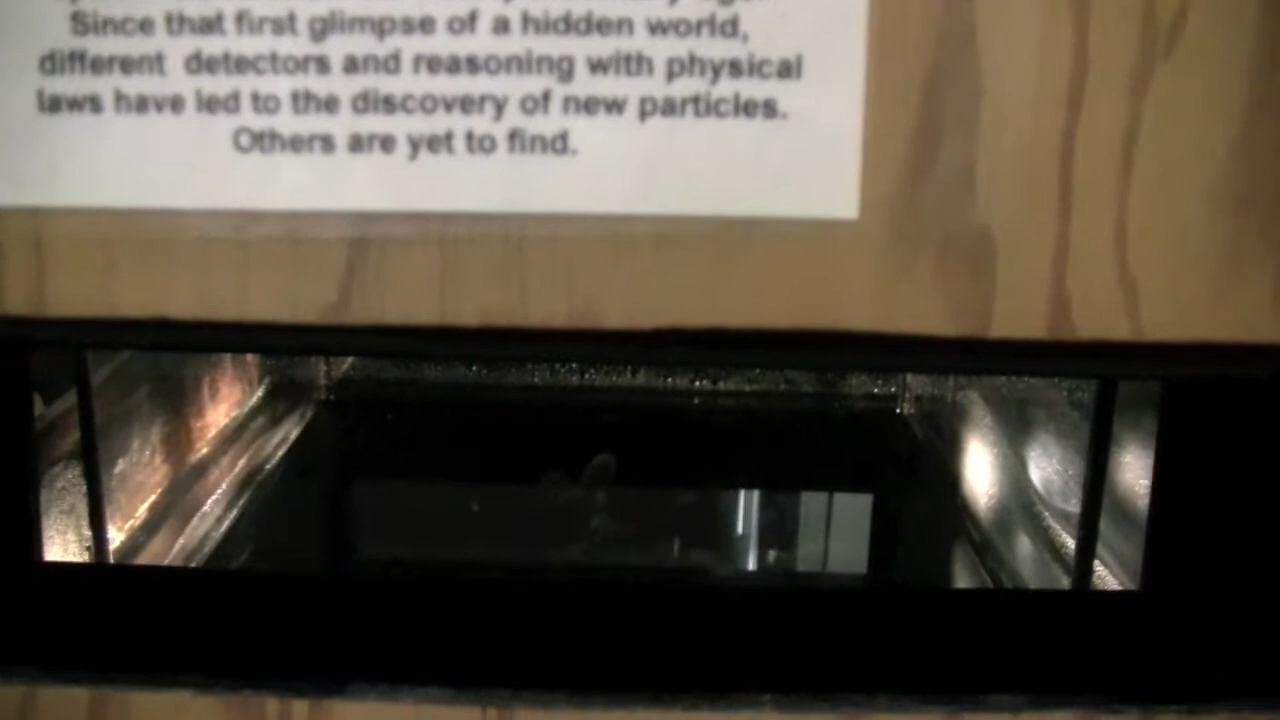 Since that first glimpse of a hidden world,
different detectors and reasoning with physical
laws have led to the discovery of new particles.
Others are yet to find.